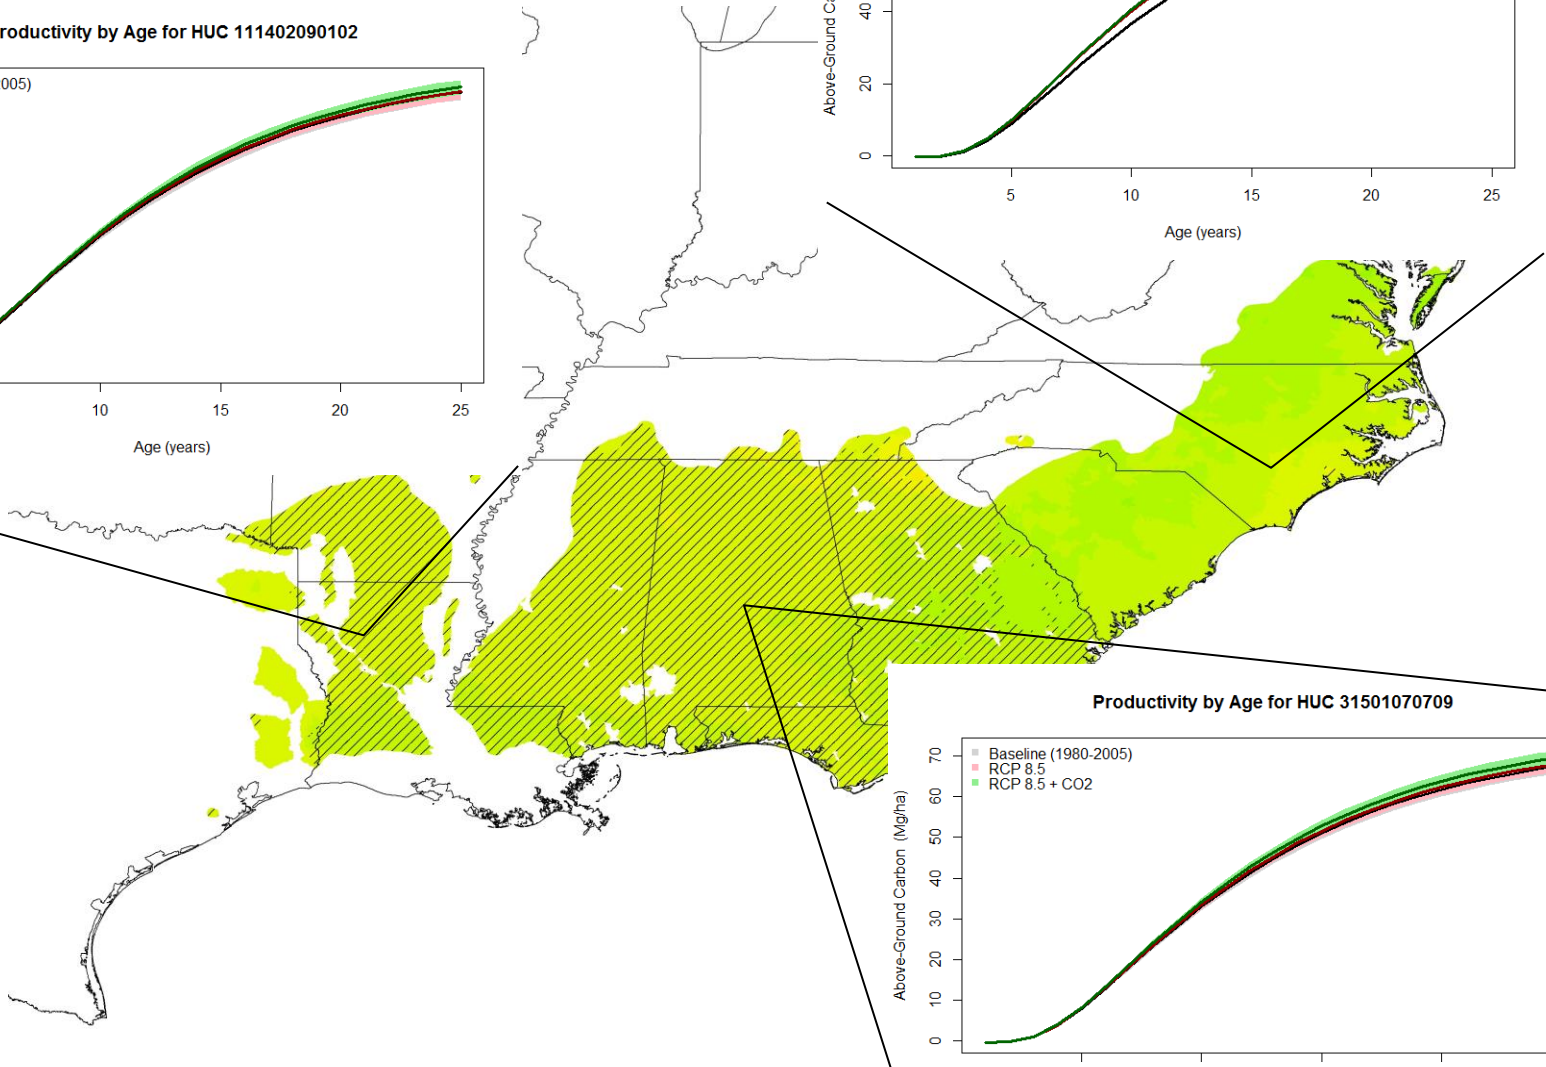 roductivity by Age for HUC 111402090102
005)
10 15 20 25
Age (years)
Above-Ground Ca
40
20
0
5 10 15 20 25
Age (years)
Productivity by Age for HUC 31501070709
Baseline (1980-2005)
RCP 8.5
RCP 8.5 + CO2
Above-Ground Carbon (Mg/ha)
70
60
50
40
30
20
10
0